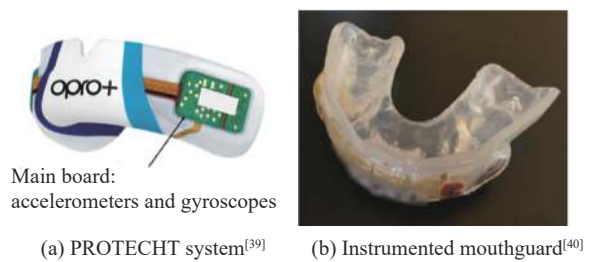 opro+
Main board:
accelerometers and gyroscopes
(a) PROTECHT system[39]
(b) Instrumented mouthguard[40]